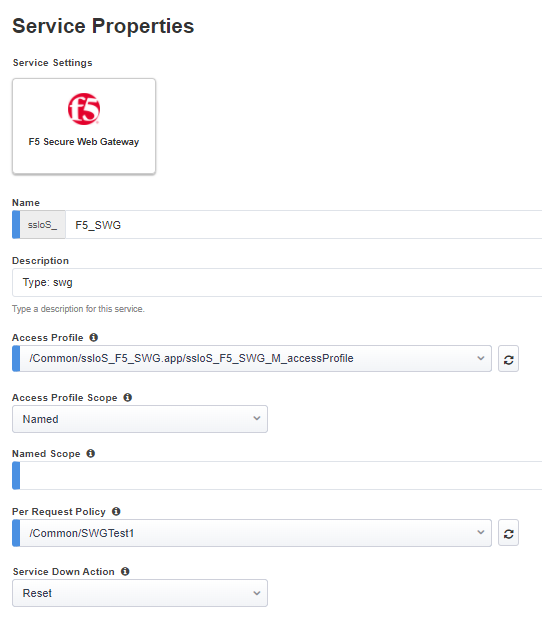 Service Properties
Service Settings
f5
F5 Secure Web Gateway
Name
ssloS_ F5_SWG
Description
Type: swg
Type a description for this service.
Access Profile
/Common/ssloS_F5_SWG.app/ssloS_F5_SWG_M_accessProfile
Access Profile Scope
Named
Named Scope
Per Request Policy
/Common/SWGTest1
Service Down Action
Reset